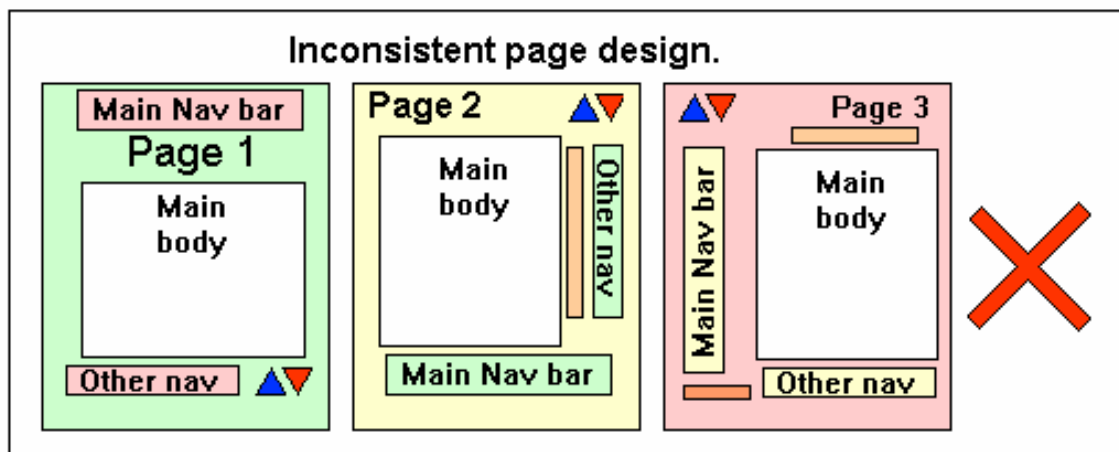 Inconsistent page design.
Main Nav bar
Page 1
Main
body
Other nav
Page 2
Main
body
Other nav
Main Nav bar
Page 3
Main Nav bar
Main
body
Other nav